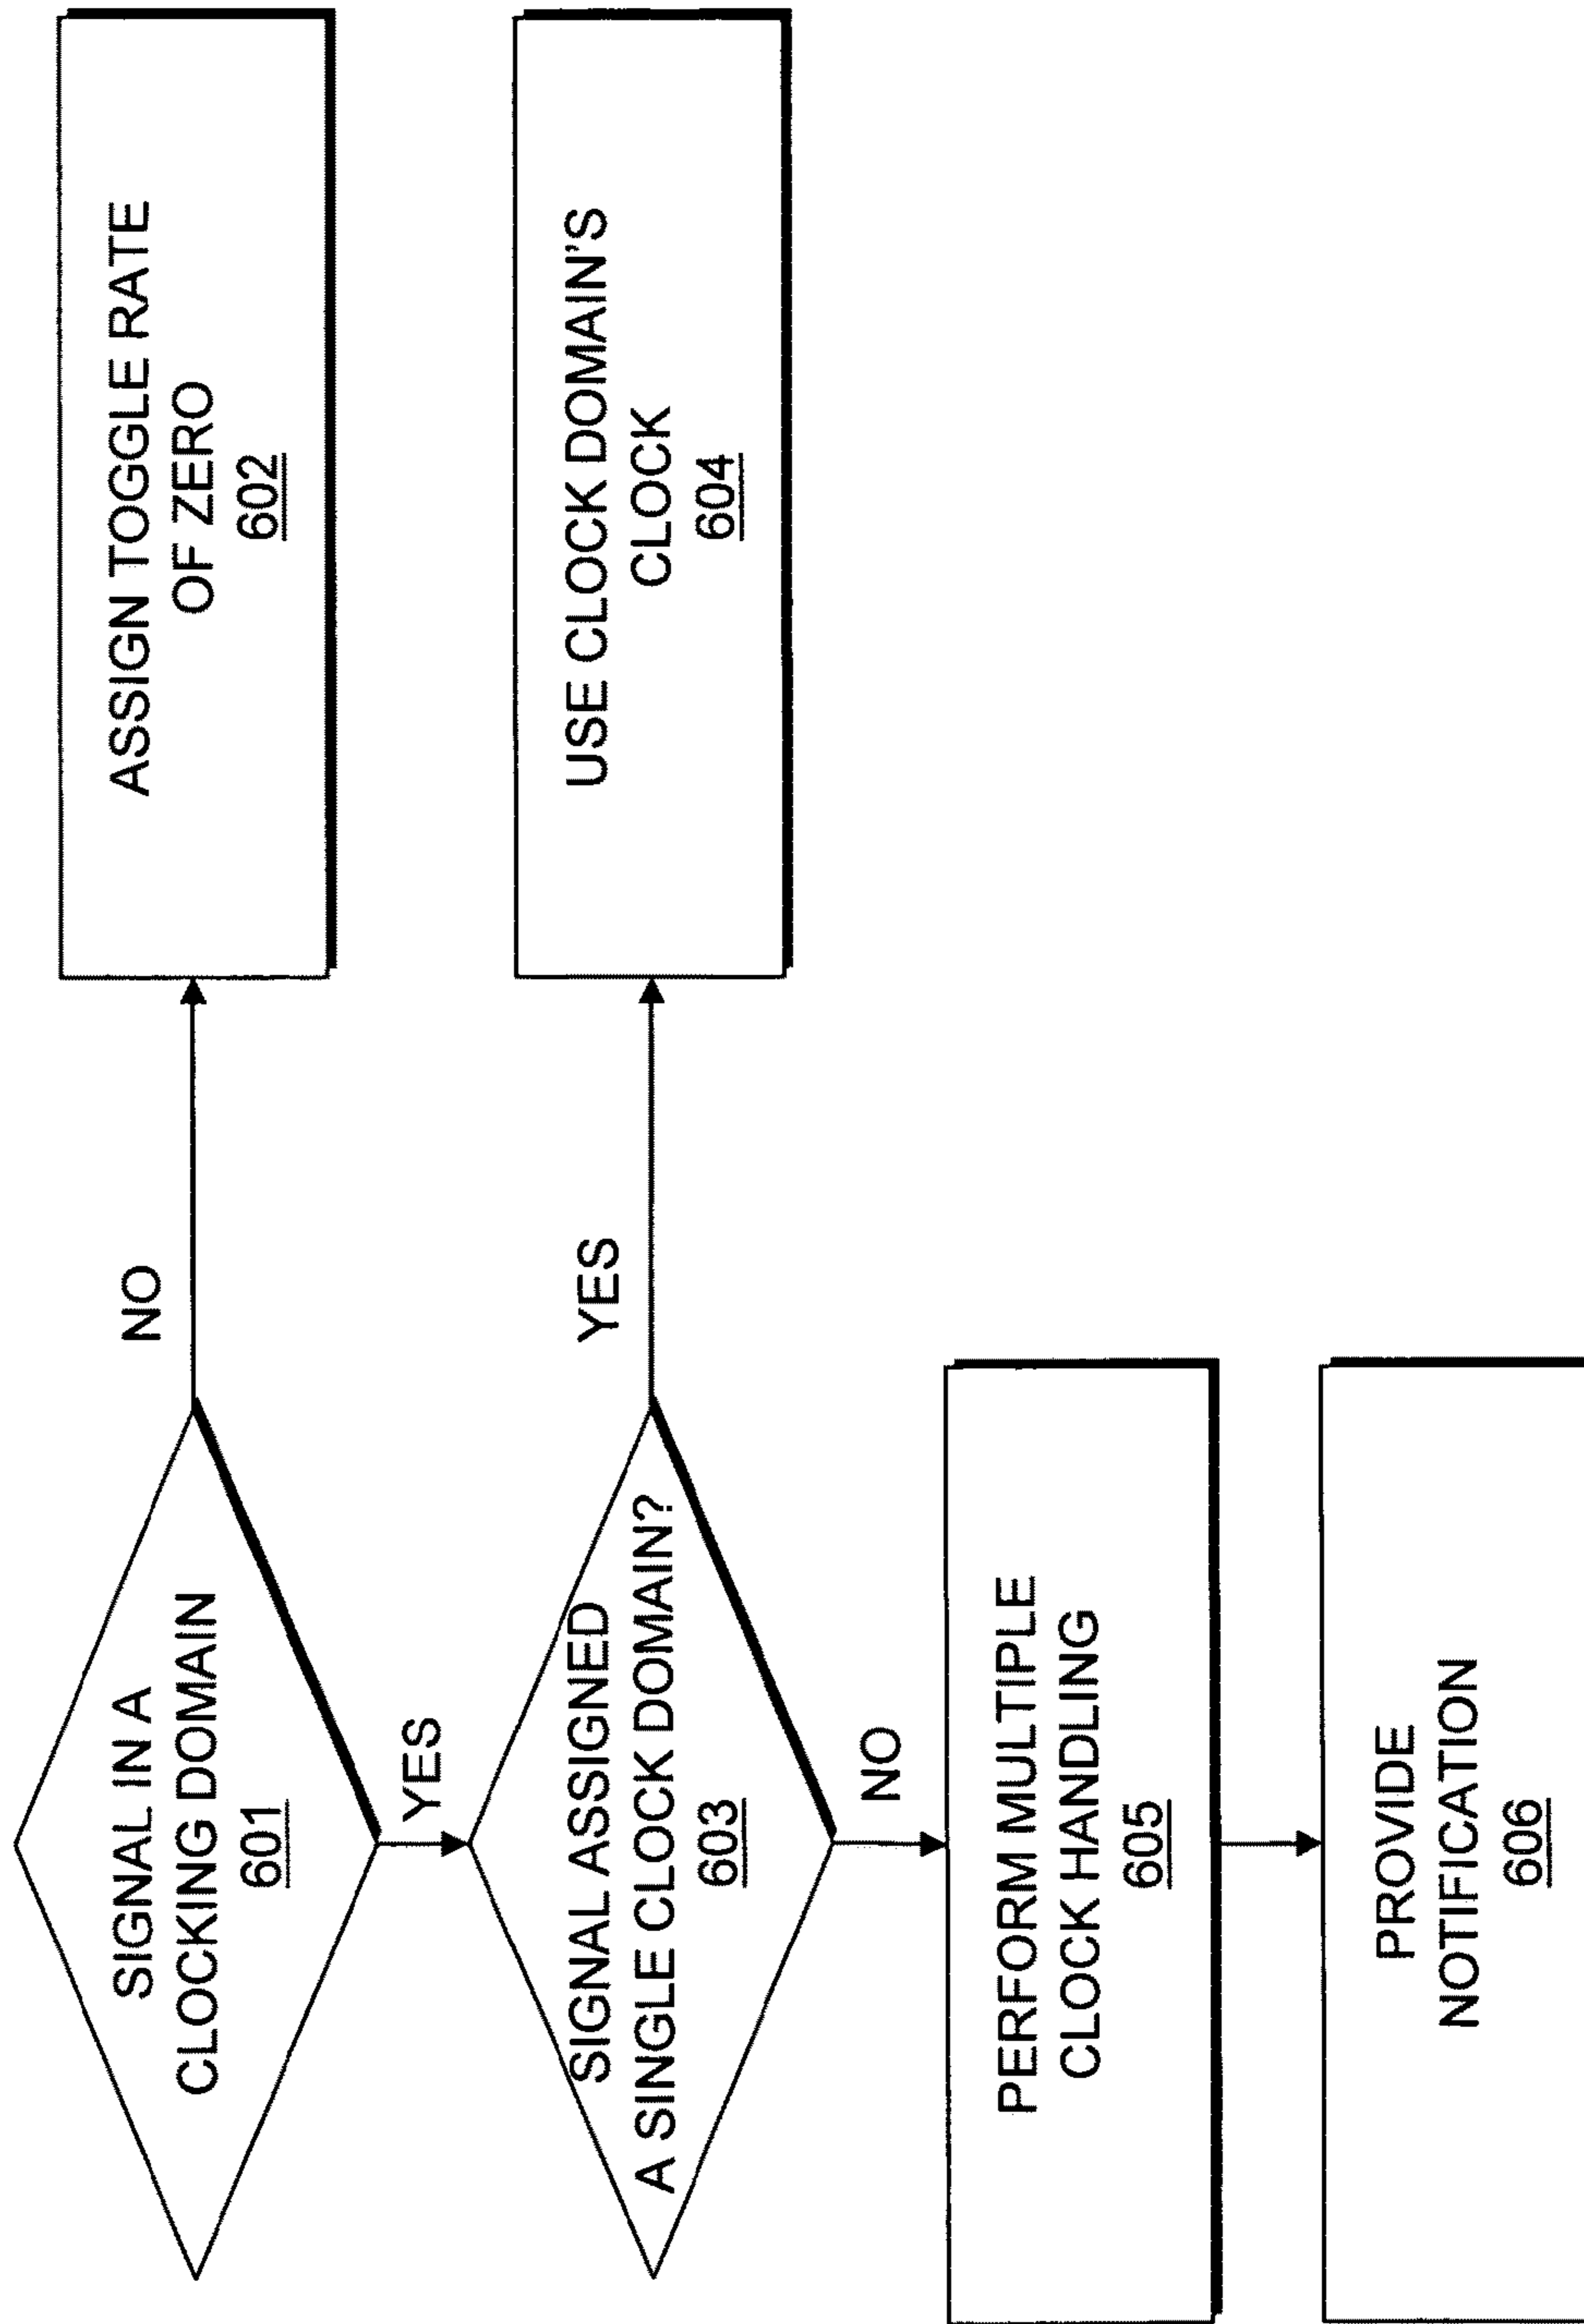 SIGNAL IN A
CLOCKING DOMAIN
601
NO
ASSIGN TOGGLE RATE
OF ZERO
602
YES
SIGNAL ASSIGNED
A SINGLE CLOCK DOMAIN?
603
YES
USE CLOCK DOMAIN'S
CLOCK
604
NO
PERFORM MULTIPLE
CLOCK HANDLING
605
PROVIDE
NOTIFICATION
606